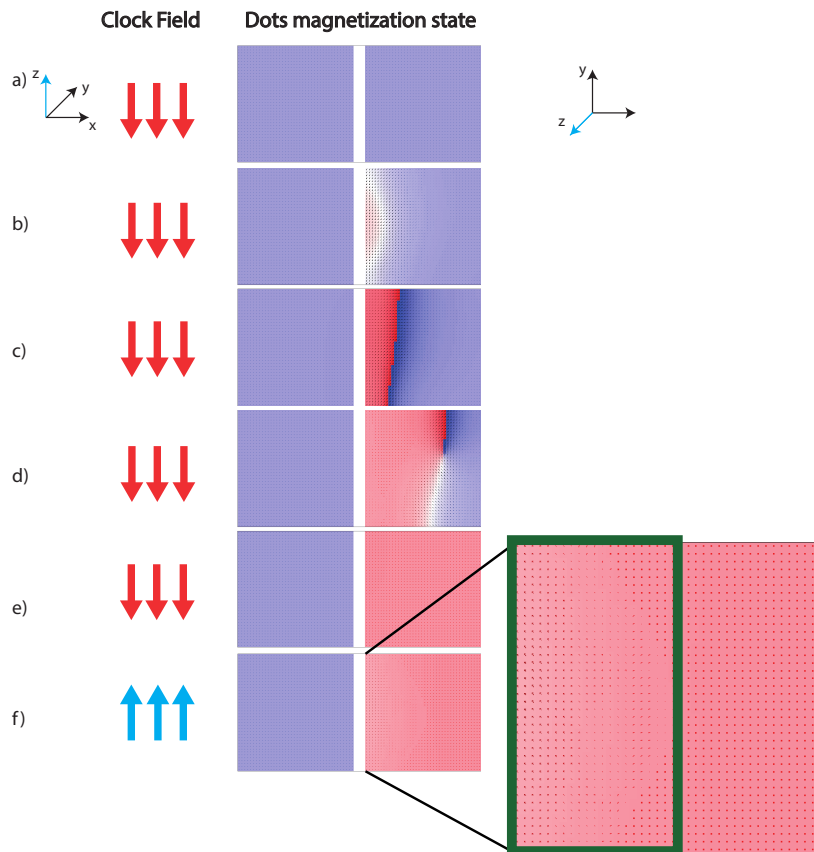 Clock Field Dots magnetization state
a) z y x y z
b)
c)
d)
e)
f)